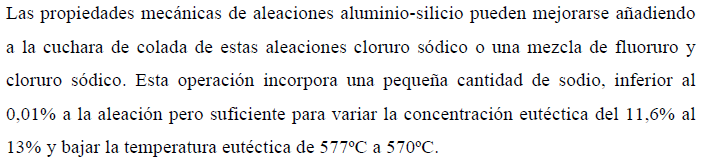 Las propiedades mecánicas de aleaciones aluminio-silicio pueden mejorarse añadiendo
a la cuchara de colada de estas aleaciones cloruro sódico o una mezcla de fluoruro y
cloruro sódico. Esta operación incorpora una pequeña cantidad de sodio, inferior al
0,01% a la aleación pero suficiente para variar la concentración eutéctica del 11,6% al
13% y bajar la temperatura eutéctica de 577ºC a 570ºC.